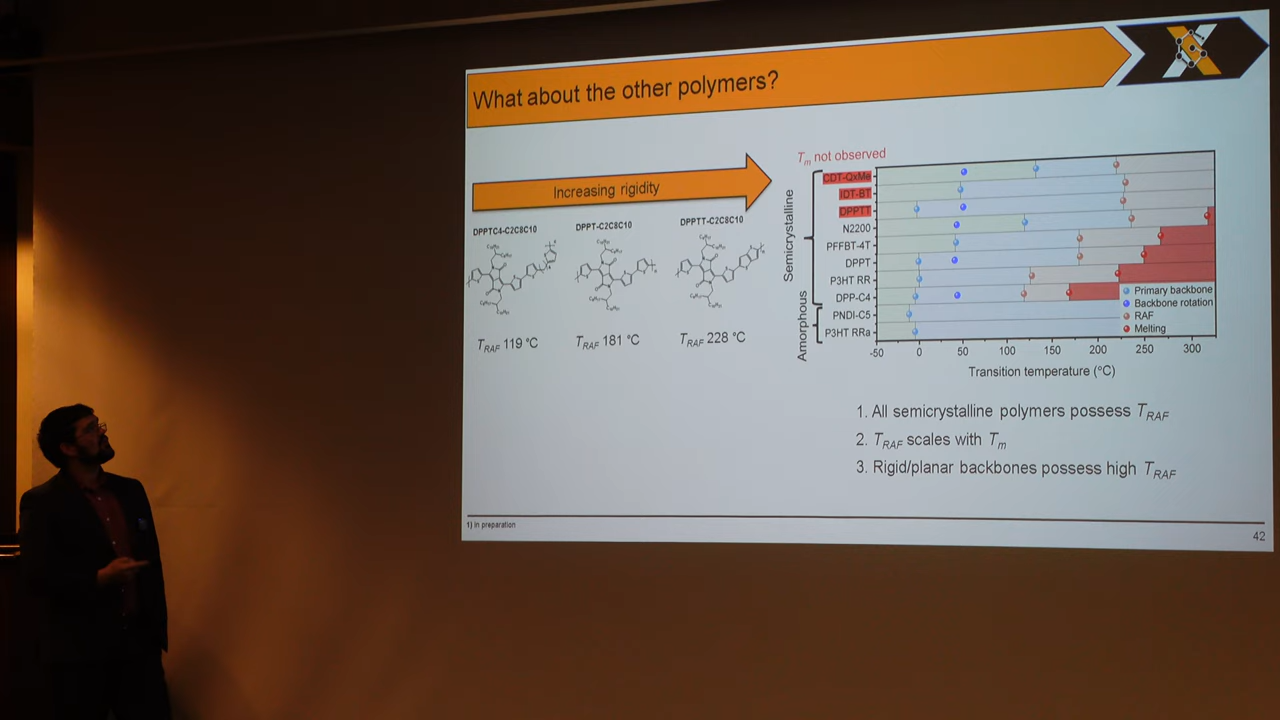 What about the other polymers?
Increasing rigidity
DPPTC4-C2C8C10
DPPT-C2C8C10
DPPTT-C2C8C10
T_RAF 119 °C
T_RAF 181 °C
T_RAF 228 °C
T_m not observed
Semicrystalline
Amorphous
CDT-QxMe
IDT-BT
DPPTT
N2200
PFFBT-4T
DPPT
P3HT RR
DPP-C4
PNDI-C5
P3HT RRa
Primary backbone
Backbone rotation
RAF
Melting
-50 0 50 100 150 200 250 300
Transition temperature (°C)
1. All semicrystalline polymers possess T_RAF
2. T_RAF scales with T_m
3. Rigid/planar backbones possess high T_RAF
1) In preparation
42